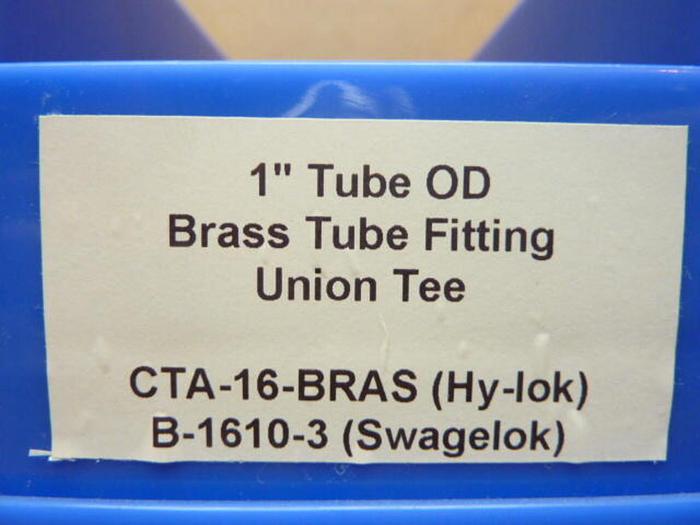 1" Tube OD
Brass Tube Fitting
Union Tee
CTA-16-BRAS (Hy-lok)
B-1610-3 (Swagelok)